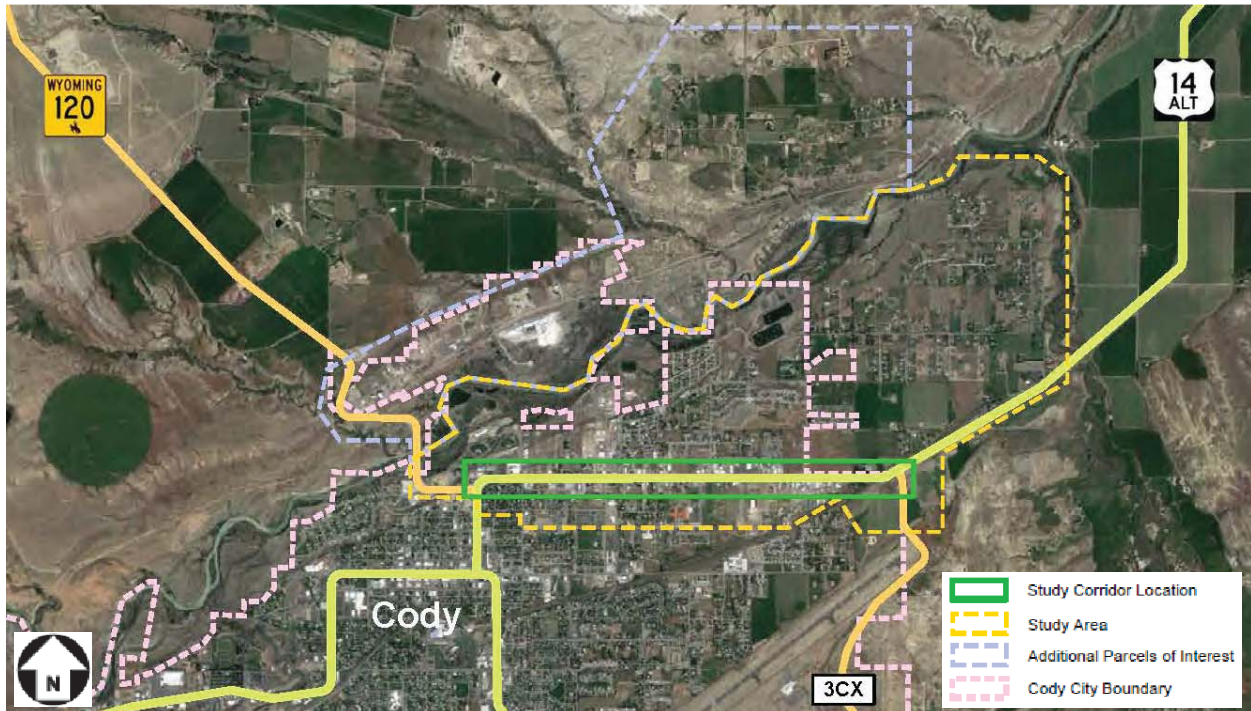 WYOMING
120
14
ALT
Cody
N
3CX
Study Corridor Location
Study Area
Additional Parcels of Interest
Cody City Boundary